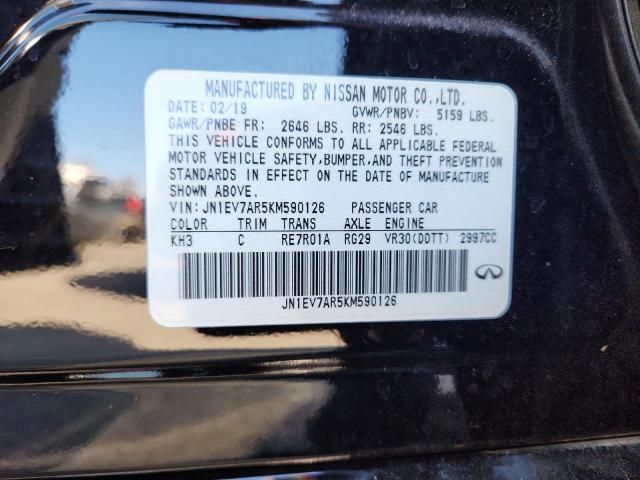 MANUFACTURED BY NISSAN MOTOR CO.,LTD.
DATE: 02/19 GVWR/PNBV: 5159 LBS.
GAWR/PNBE FR: 2646 LBS. RR: 2546 LBS.
THIS VEHICLE CONFORMS TO ALL APPLICABLE FEDERAL
MOTOR VEHICLE SAFETY,BUMPER,AND THEFT PREVENTION
STANDARDS IN EFFECT ON THE DATE OF MANUFACTURE
SHOWN ABOVE.
VIN: JN1EV7AR5KM590126 PASSENGER CAR
COLOR TRIM TRANS AXLE ENGINE
KH3 C RE7R01A RG29 VR30(DDTT) 2997CC
JN1EV7AR5KM590126